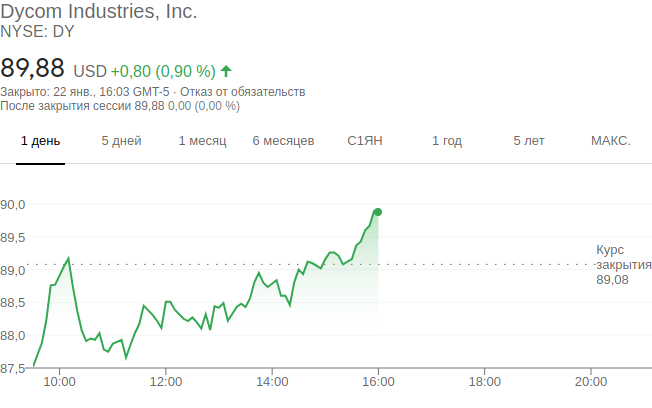 Dycom Industries, Inc.
NYSE: DY
89,88 USD +0,80 (0,90 %)
Закрыто: 22 янв., 16:03 GMT-5 · Отказ от обязательств
После закрытия сессии 89,88 0,00 (0,00 %)
1 день 5 дней 1 месяц 6 месяцев С1ЯН 1 год 5 лет МАКС.
90,0
89,5
Курс
закрытия
89,08
89,0
88,5
88,0
87,5
10:00 12:00 14:00 16:00 18:00 20:00